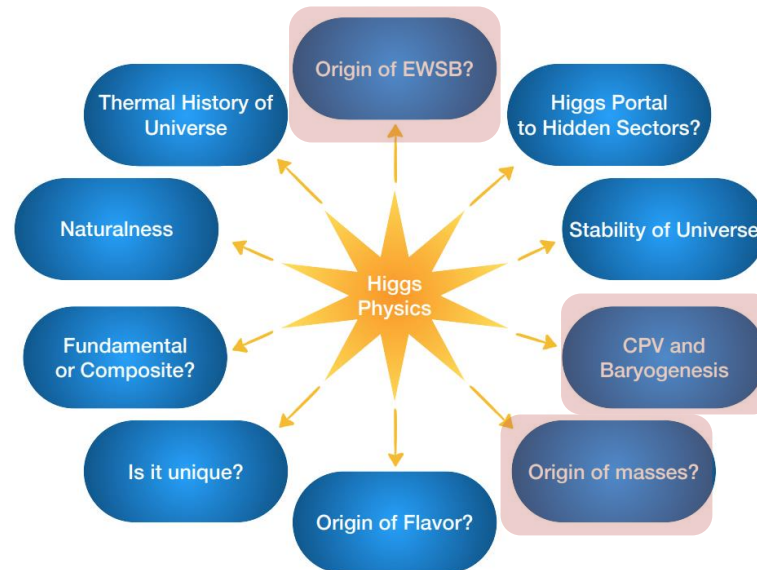 Origin of EWSB?
Thermal History of
Universe
Higgs Portal
to Hidden Sectors?
Naturalness
Stability of Universe
Higgs
Physics
Fundamental
or Composite?
CPV and
Baryogenesis
Is it unique?
Origin of masses?
Origin of Flavor?